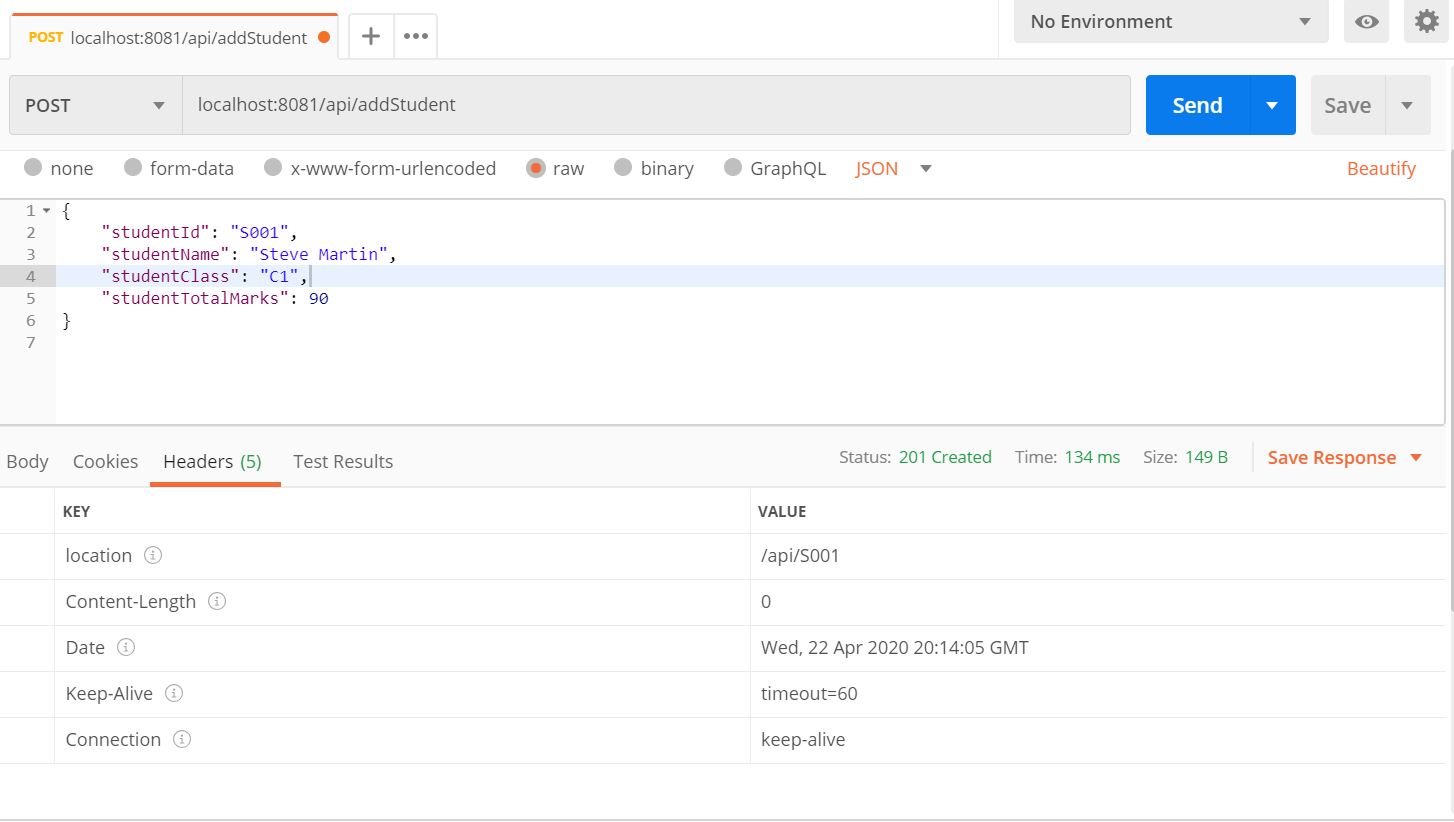 POST localhost:8081/api/addStudent
No Environment
POST localhost:8081/api/addStudent Send Save
none form-data x-www-form-urlencoded raw binary GraphQL JSON Beautify
1 {
2 "studentId": "S001",
3 "studentName": "Steve Martin",
4 "studentClass": "C1",
5 "studentTotalMarks": 90
6 }
7
Body Cookies Headers (5) Test Results Status: 201 Created Time: 134 ms Size: 149 B Save Response
KEY VALUE
location /api/S001
Content-Length 0
Date Wed, 22 Apr 2020 20:14:05 GMT
Keep-Alive timeout=60
Connection keep-alive